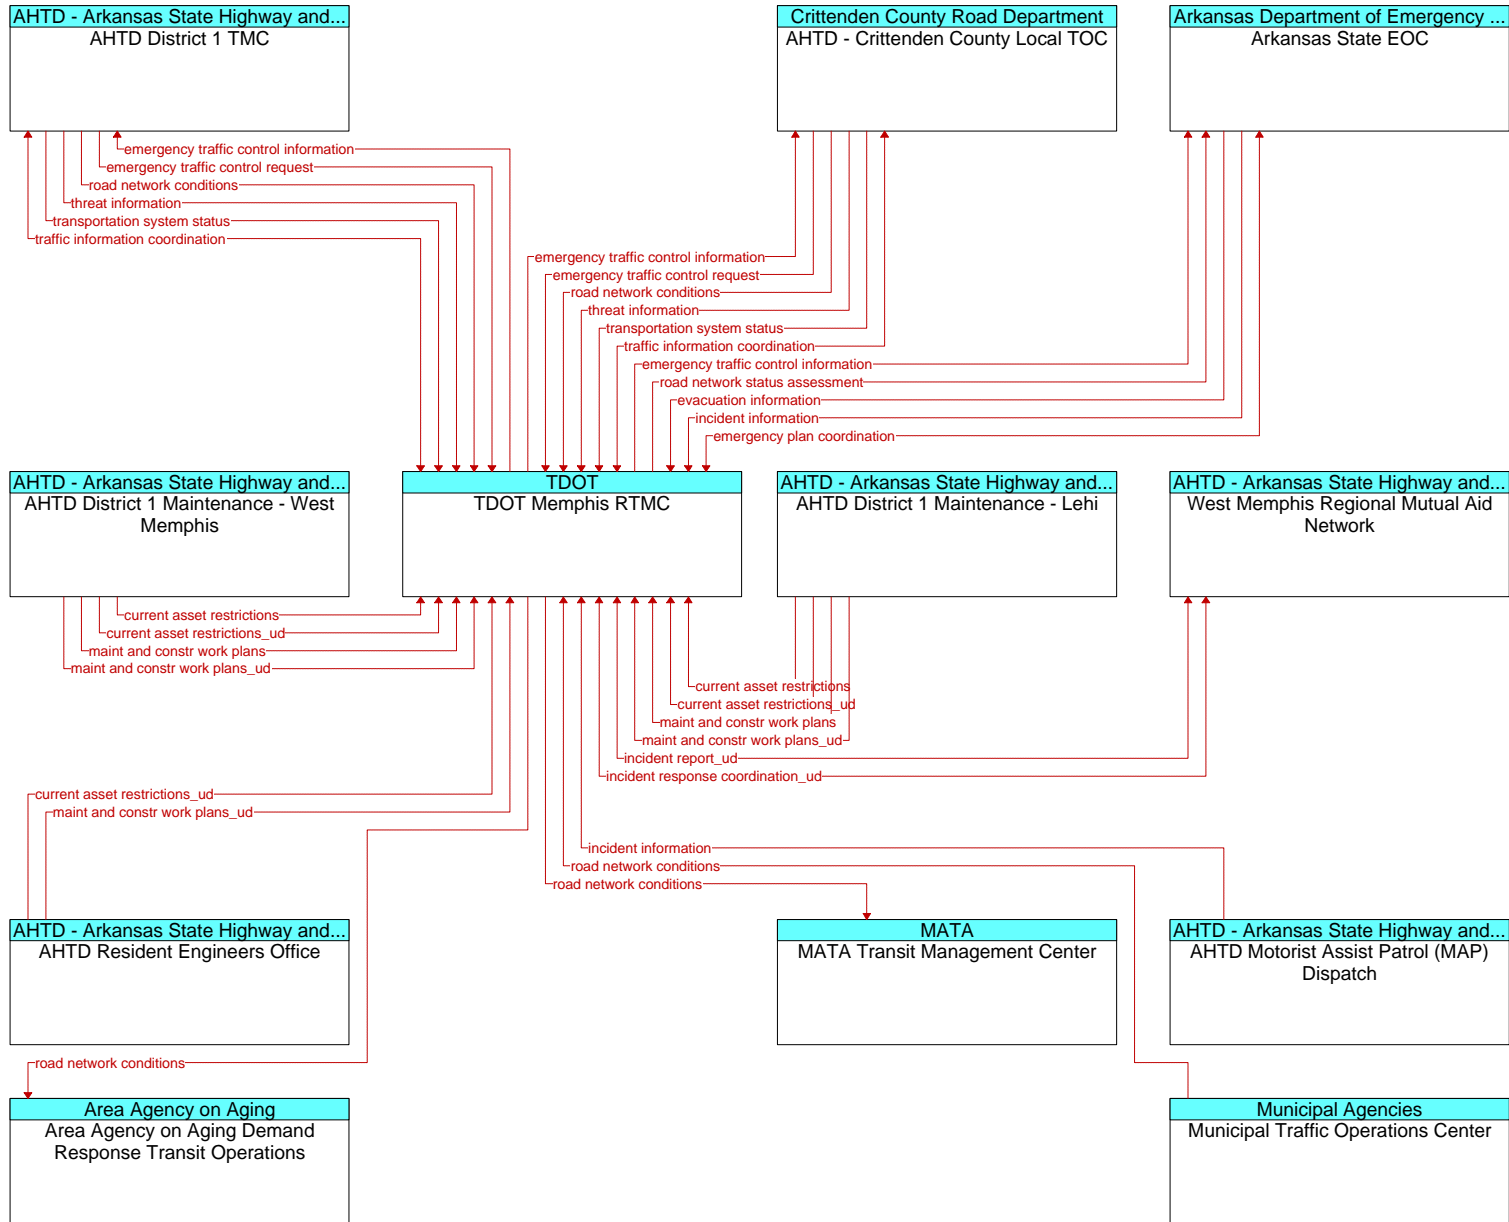 AHTD - Arkansas State Highway and...
AHTD District 1 TMC
Crittenden County Road Department
AHTD - Crittenden County Local TOC
Arkansas Department of Emergency ...
Arkansas State EOC
emergency traffic control information
emergency traffic control request
road network conditions
threat information
transportation system status
traffic information coordination
emergency traffic control information
emergency traffic control request
road network conditions
threat information
transportation system status
traffic information coordination
emergency traffic control information
road network status assessment
evacuation information
incident information
emergency plan coordination
AHTD - Arkansas State Highway and...
AHTD District 1 Maintenance - West
Memphis
TDOT
TDOT Memphis RTMC
AHTD - Arkansas State Highway and...
AHTD District 1 Maintenance - Lehi
AHTD - Arkansas State Highway and...
West Memphis Regional Mutual Aid
Network
current asset restrictions
current asset restrictions_ud
maint and constr work plans
maint and constr work plans_ud
current asset restrictions
current asset restrictions_ud
maint and constr work plans
maint and constr work plans_ud
incident report_ud
incident response coordination_ud
current asset restrictions_ud
maint and constr work plans_ud
incident information
road network conditions
road network conditions
AHTD - Arkansas State Highway and...
AHTD Resident Engineers Office
MATA
MATA Transit Management Center
AHTD - Arkansas State Highway and...
AHTD Motorist Assist Patrol (MAP)
Dispatch
road network conditions
Area Agency on Aging
Area Agency on Aging Demand
Response Transit Operations
Municipal Agencies
Municipal Traffic Operations Center